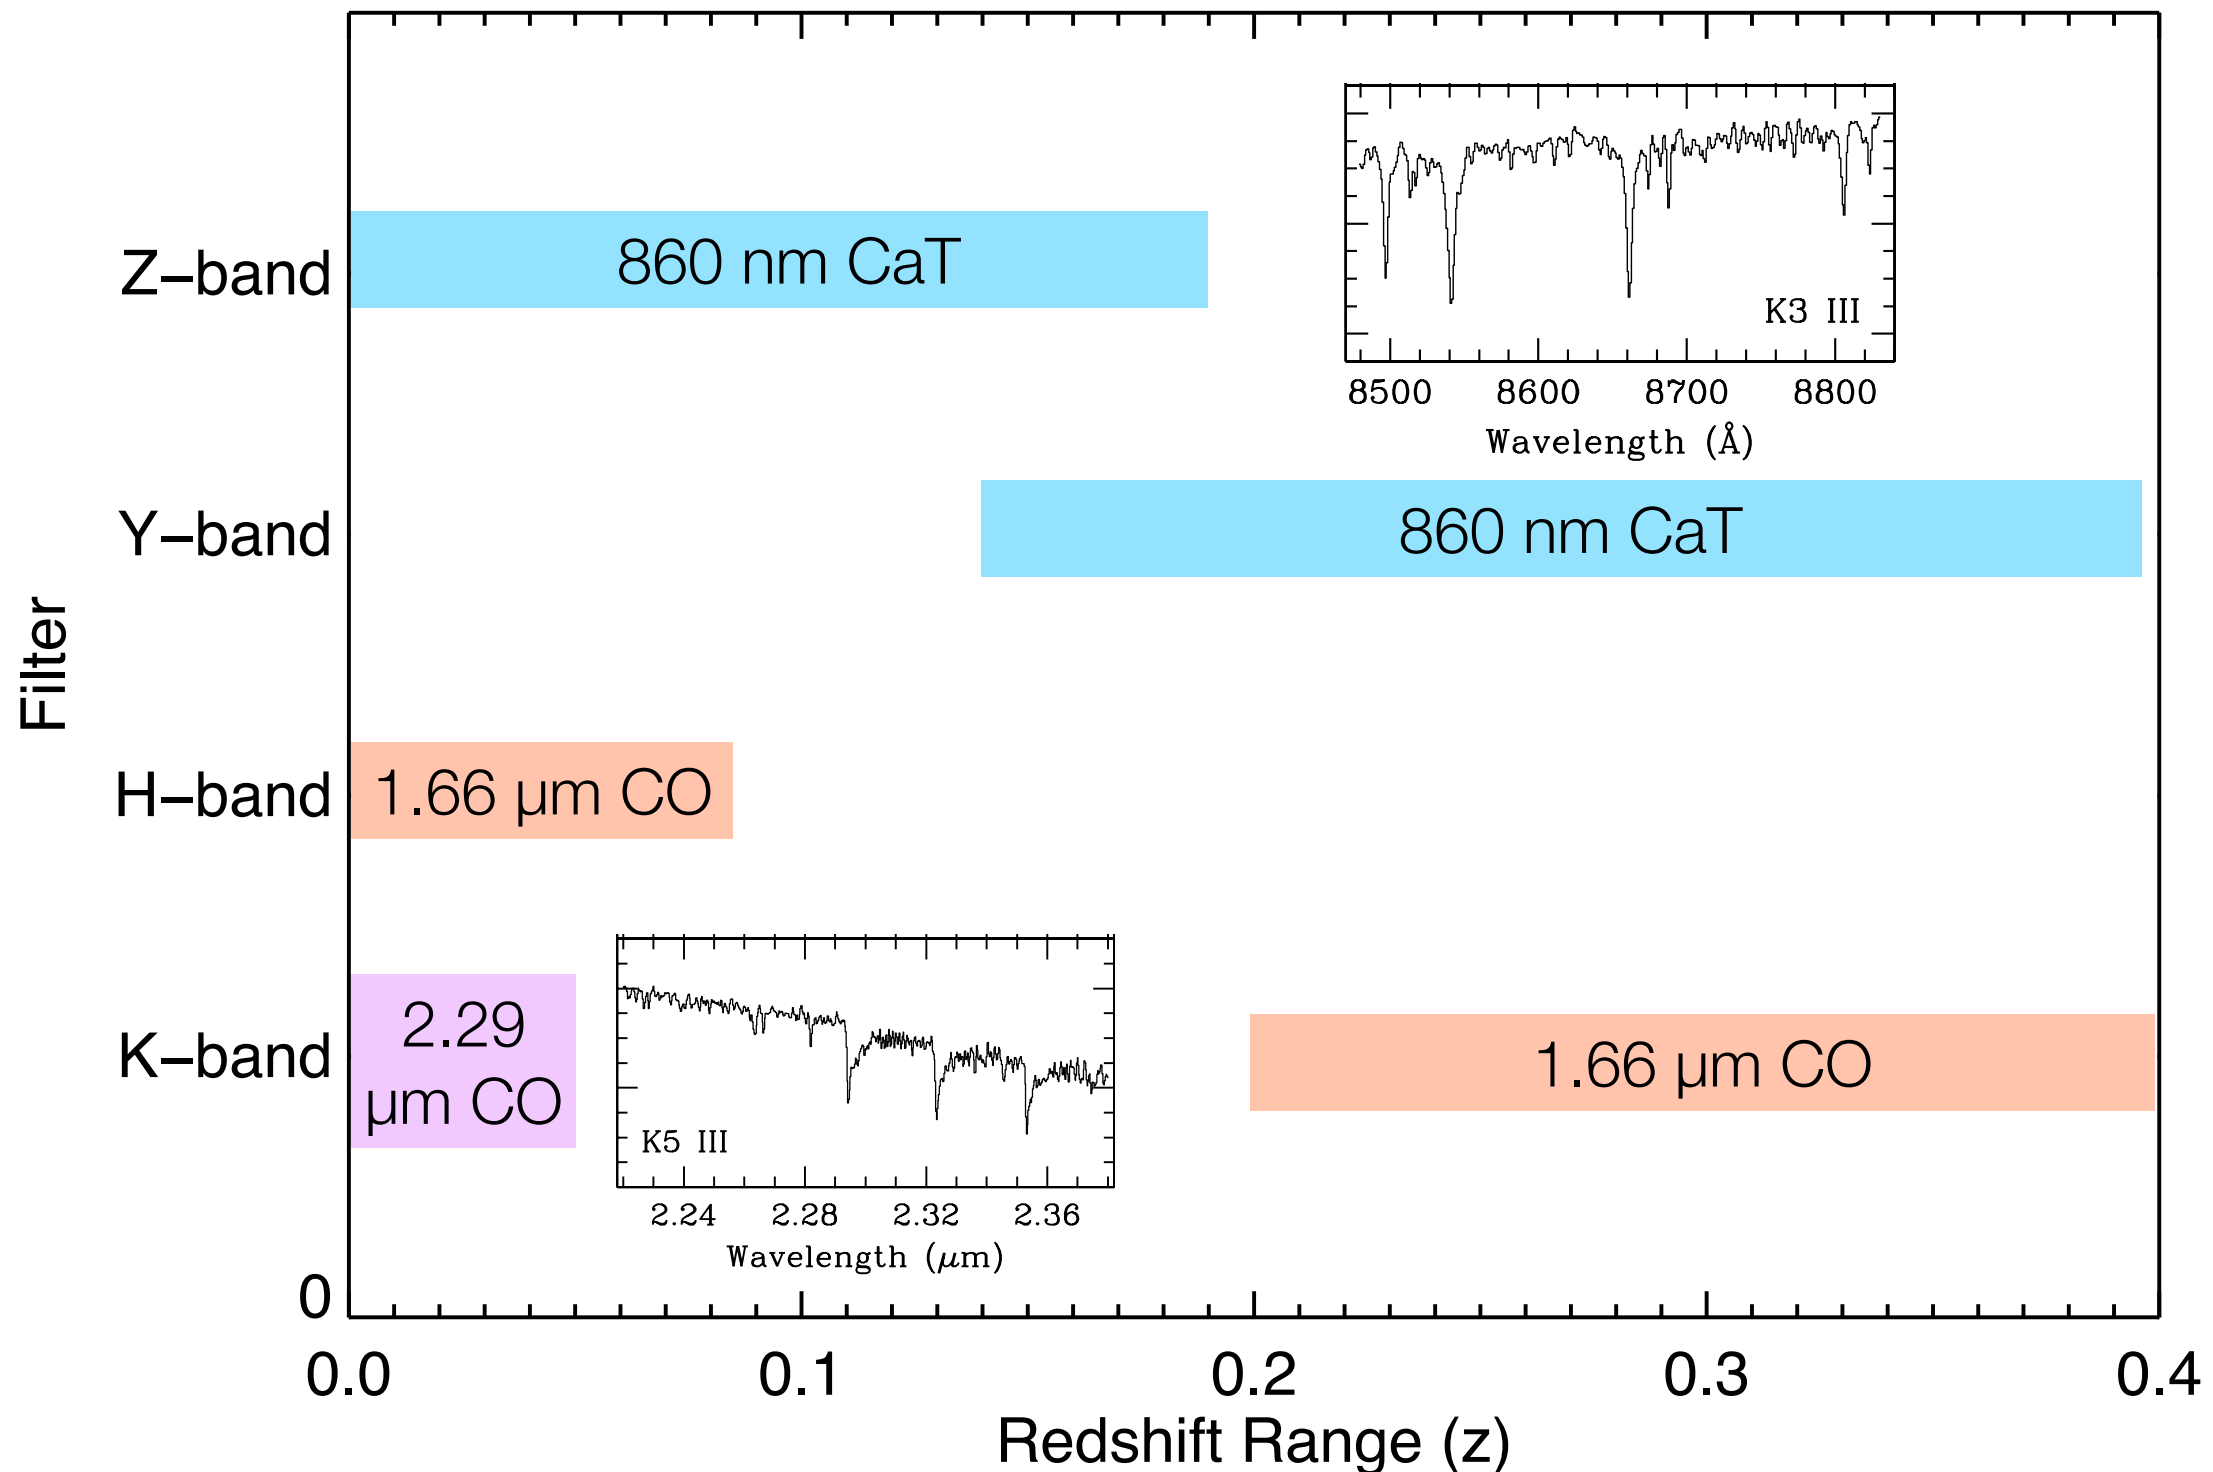 Z–band
860 nm CaT
K3 III
8500 8600 8700 8800
Wavelength (Å)
Y–band
860 nm CaT
Filter
H–band
1.66 µm CO
K–band
2.29
µm CO
K5 III
2.24 2.28 2.32 2.36
Wavelength (μm)
1.66 µm CO
0
0.0 0.1 0.2 0.3 0.4
Redshift Range (z)